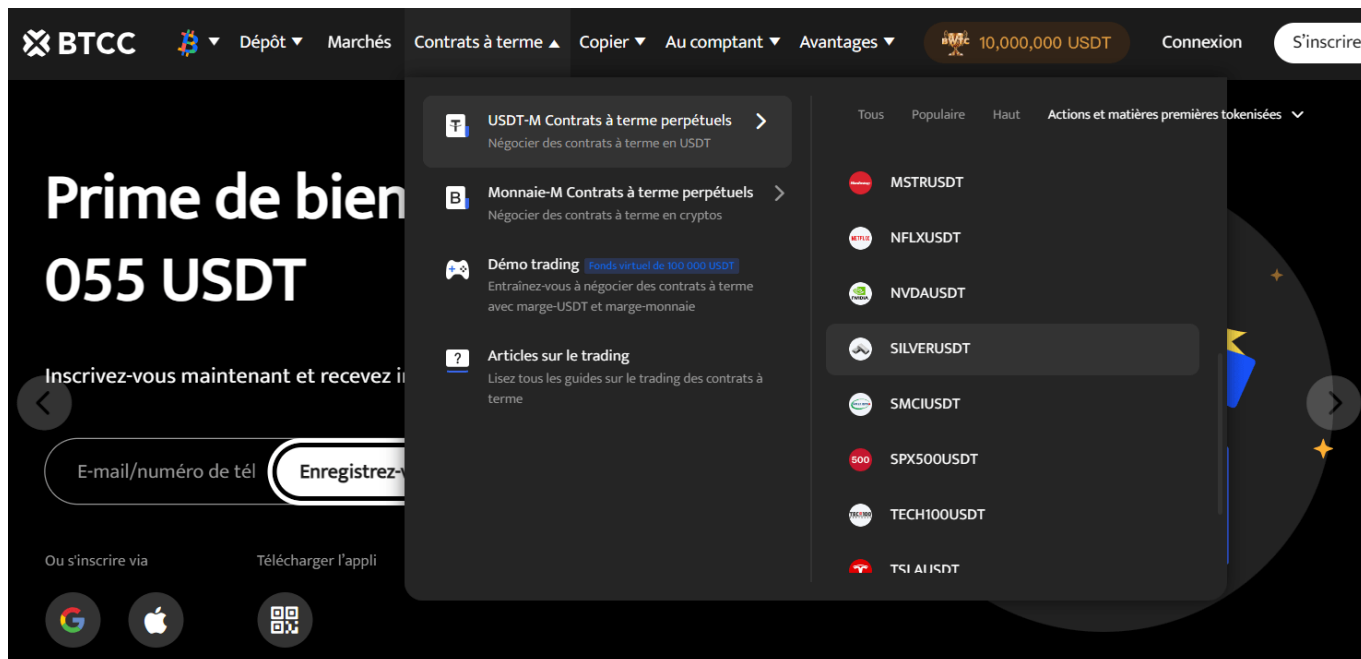 BTCC
Dépôt
Marchés
Contrats à terme
Copier
Au comptant
Avantages
10,000,000 USDT
Connexion
S'inscrire
Prime de bien
055 USDT
Inscrivez-vous maintenant et recevez i
E-mail/numéro de tél
Enregistrez-v
Ou s'inscrire via
Télécharger l'appli
USDT-M Contrats à terme perpétuels
Négocier des contrats à terme en USDT
Monnaie-M Contrats à terme perpétuels
Négocier des contrats à terme en cryptos
Démo trading
Fonds virtuel de 100 000 USDT
Entraînez-vous à négocier des contrats à terme
avec marge-USDT et marge-monnaie
Articles sur le trading
Lisez tous les guides sur le trading des contrats à
terme
Tous
Populaire
Haut
Actions et matières premières tokenisées
MSTRUSDT
NETFLIX
NFLXUSDT
NVIDIA
NVDAUSDT
SILVERUSDT
SMCIUSDT
500
SPX500USDT
TECH100
TECH100USDT
TSLAUSDT